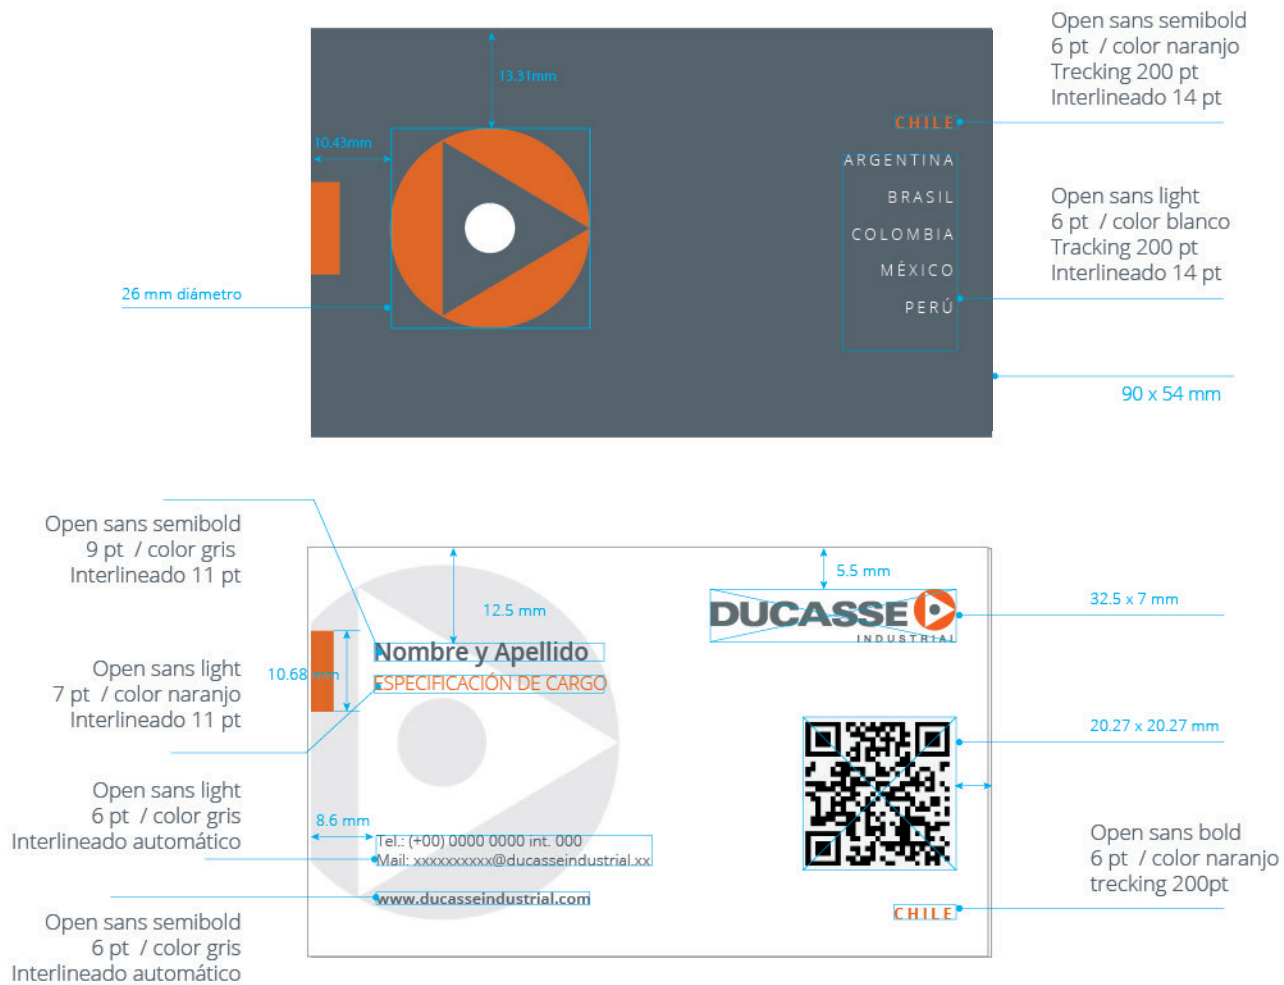 Open sans semibold
6 pt / color naranjo
Trecking 200 pt
Interlineado 14 pt
13.31mm
10.43mm
CHILE
ARGENTINA
BRASIL
COLOMBIA
MÉXICO
PERÚ
Open sans light
6 pt / color blanco
Tracking 200 pt
Interlineado 14 pt
26 mm diámetro
90 x 54 mm
Open sans semibold
9 pt / color gris
Interlineado 11 pt
Open sans light
7 pt / color naranjo
Interlineado 11 pt
Open sans light
6 pt / color gris
Interlineado automático
Open sans semibold
6 pt / color gris
Interlineado automático
12.5 mm
5.5 mm
DUCASSE
INDUSTRIAL
32.5 x 7 mm
Nombre y Apellido
10.68 mm
ESPECIFICACIÓN DE CARGO
20.27 x 20.27 mm
8.6 mm
Tel.: (+00) 0000 0000 int. 000
Mail: xxxxxxxxxx@ducasseindustrial.xx
www.ducasseindustrial.com
CHILE
Open sans bold
6 pt / color naranjo
trecking 200pt